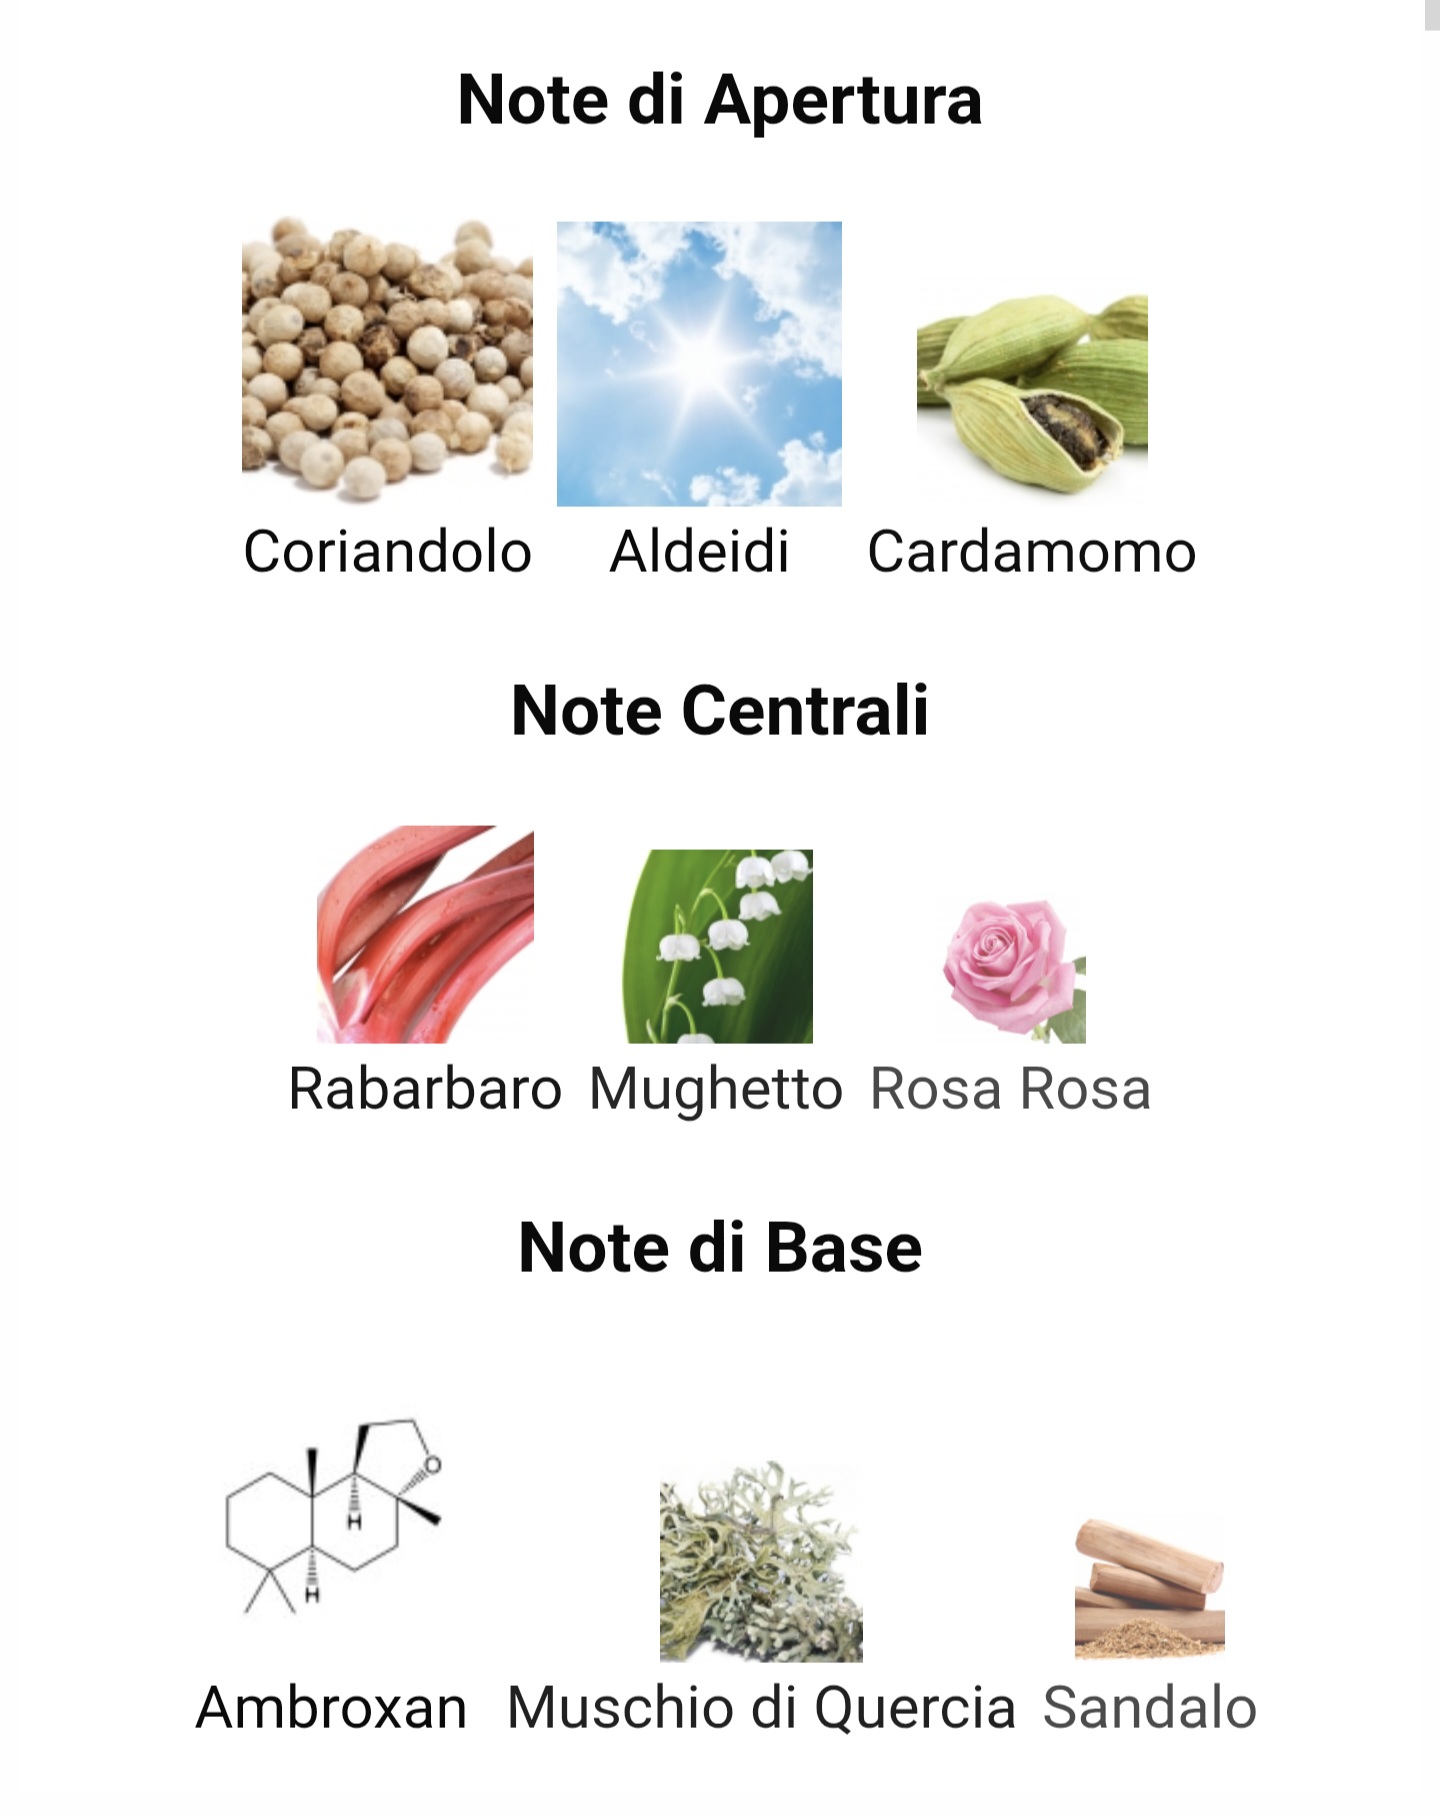 Note di Apertura
Coriandolo Aldeidi Cardamomo
Note Centrali
Rabarbaro Mughetto Rosa Rosa
Note di Base
O
H
H
Ambroxan Muschio di Quercia Sandalo